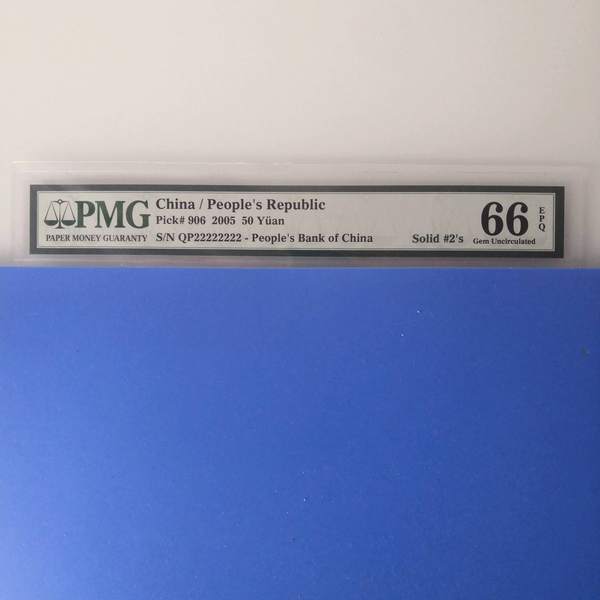 PMG
PAPER MONEY GUARANTY
China / People's Republic
Pick# 906 2005 50 Yüan
S/N QP22222222 - People's Bank of China
Solid #2's
66
Gem Uncirculated
EPQ